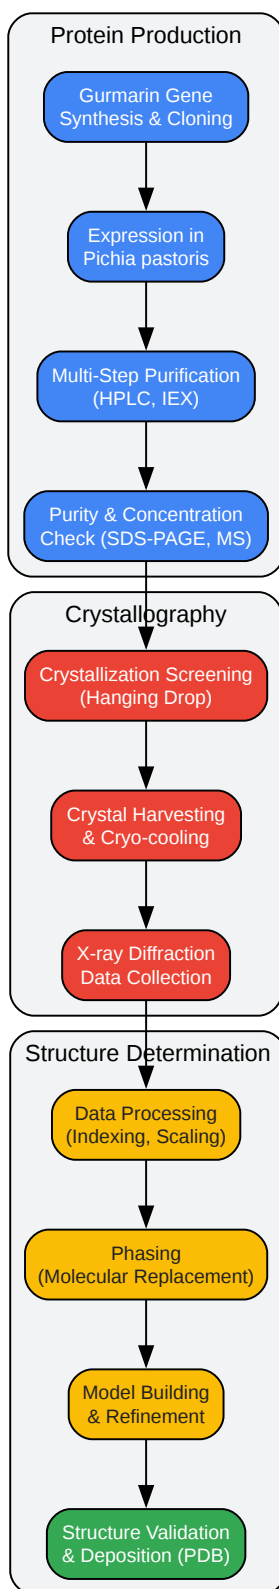 Protein Production
Gurmarin Gene
Synthesis & Cloning
Expression in
Pichia pastoris
Multi-Step Purification
(HPLC, IEX)
Purity & Concentration
Check (SDS-PAGE, MS)
Crystallography
Crystallization Screening
(Hanging Drop)
Crystal Harvesting
& Cryo-cooling
X-ray Diffraction
Data Collection
Structure Determination
Data Processing
(Indexing, Scaling)
Phasing
(Molecular Replacement)
Model Building
& Refinement
Structure Validation
& Deposition (PDB)